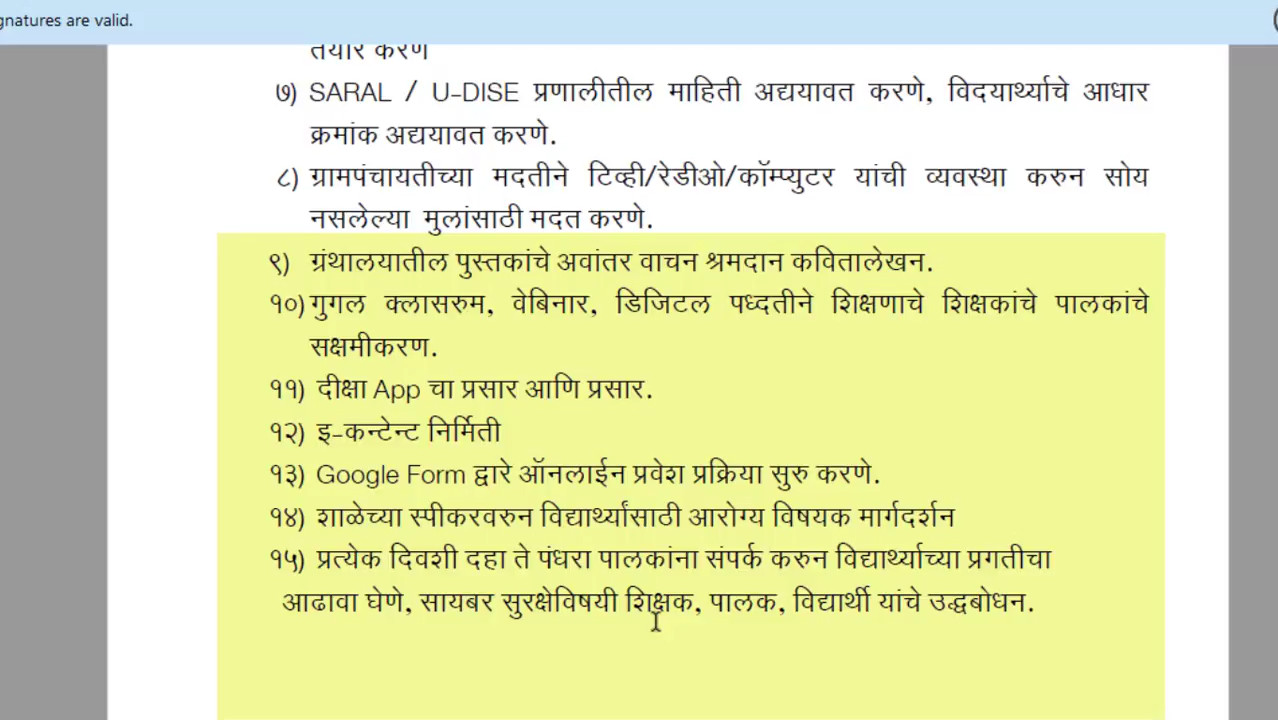 gnatures are valid.
तयार करणे
७) SARAL / U-DISE प्रणालीतील माहिती अद्ययावत करणे, विदयार्थ्याचे आधार
क्रमांक अद्ययावत करणे.
८) ग्रामपंचायतीच्या मदतीने टिव्ही/रेडीओ/कॉम्प्युटर यांची व्यवस्था करुन सोय
नसलेल्या मुलांसाठी मदत करणे.
९) ग्रंथालयातील पुस्तकांचे अवांतर वाचन श्रमदान कवितालेखन.
१०) गुगल क्लासरुम, वेबिनार, डिजिटल पध्दतीने शिक्षणाचे शिक्षकांचे पालकांचे
सक्षमीकरण.
११) दीक्षा App चा प्रसार आणि प्रसार.
१२) इ-कन्टेन्ट निर्मिती
१३) Google Form द्वारे ऑनलाईन प्रवेश प्रक्रिया सुरु करणे.
१४) शाळेच्या स्पीकरवरुन विद्यार्थ्यांसाठी आरोग्य विषयक मार्गदर्शन
१५) प्रत्येक दिवशी दहा ते पंधरा पालकांना संपर्क करुन विद्यार्थ्याच्या प्रगतीचा
आढावा घेणे, सायबर सुरक्षेविषयी शिक्षक, पालक, विद्यार्थी यांचे उद्धबोधन.